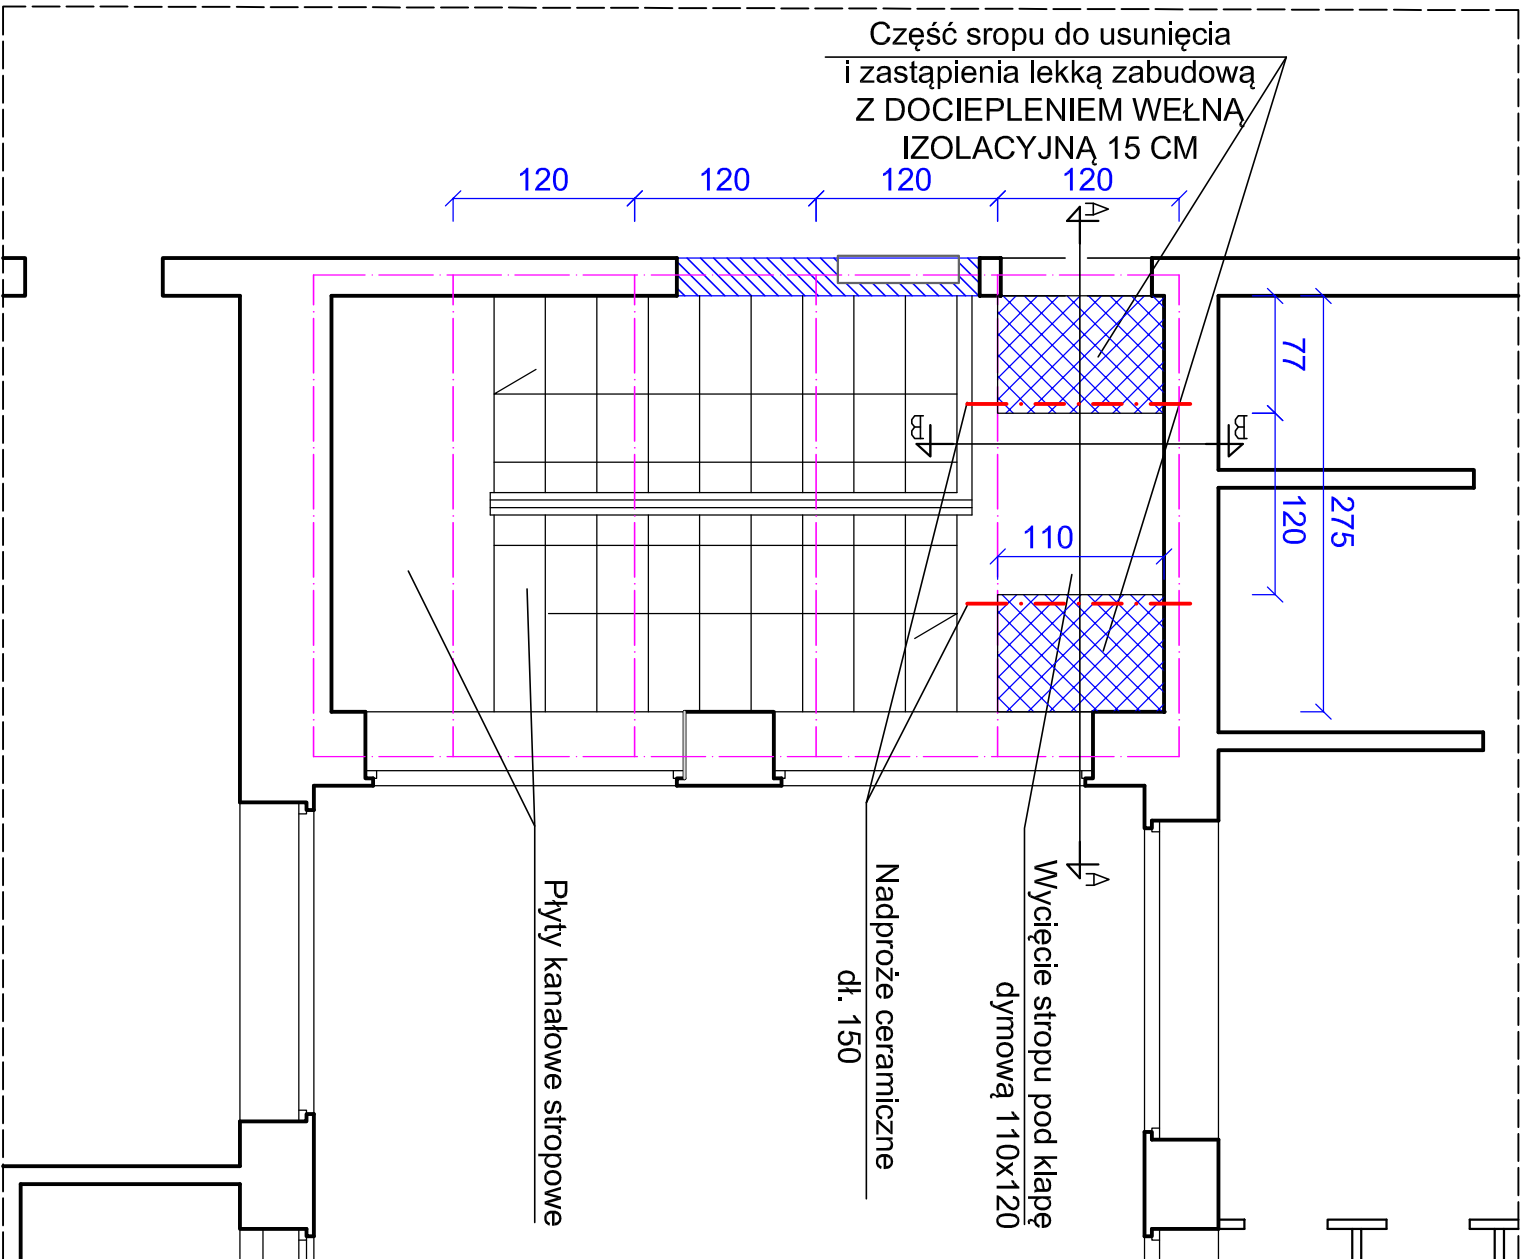 Część sropu do usunięcia
i zastąpienia lekką zabudową
Z DOCIEPLENIEM WEŁNĄ
IZOLACYJNĄ 15 CM
120
120
120
120
A
77
B
B
275
120
110
A
Wycięcie stropu pod klapę
dymową 110x120
Nadproże ceramiczne
dł. 150
Płyty kanałowe stropowe